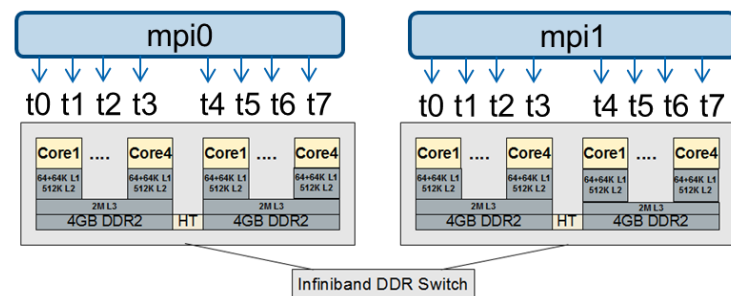 mpi0 mpi1
t0 t1 t2 t3 t4 t5 t6 t7 t0 t1 t2 t3 t4 t5 t6 t7
Core1 .... Core4 Core1 .... Core4 Core1 .... Core4 Core1 .... Core4
64+64K L1 64+64K L1 64+64K L1 64+64K L1 64+64K L1 64+64K L1 64+64K L1 64+64K L1
512K L2 512K L2 512K L2 512K L2 512K L2 512K L2 512K L2 512K L2
2M L3 2M L3 2M L3 2M L3
4GB DDR2 HT 4GB DDR2 4GB DDR2 HT 4GB DDR2
Infiniband DDR Switch